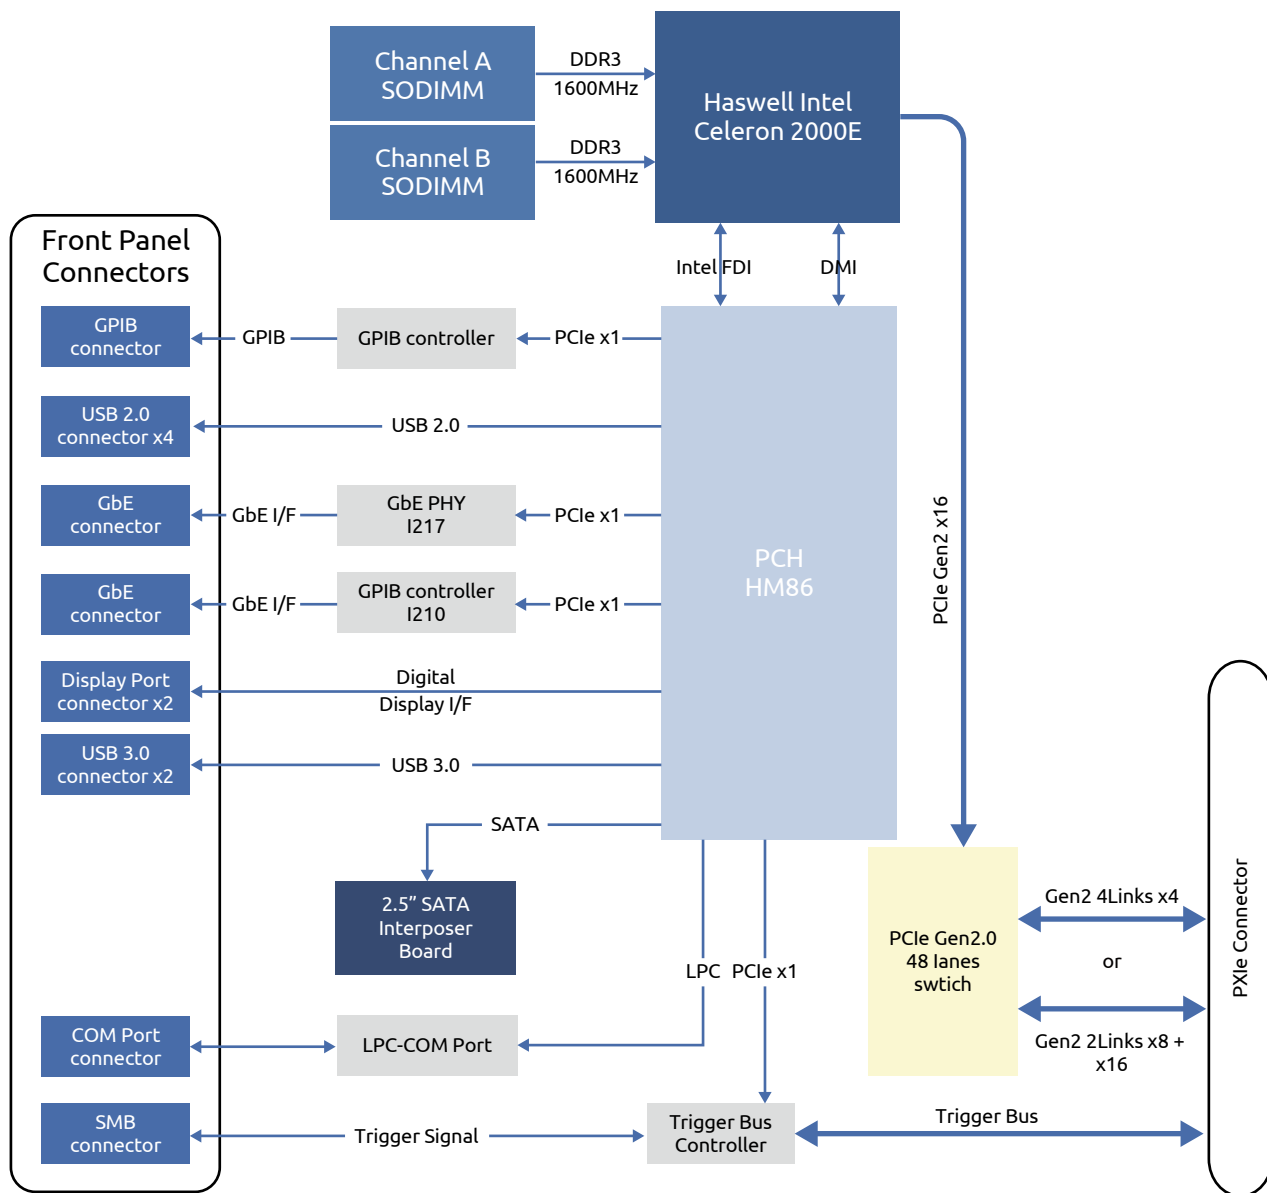 Channel A
SODIMM
DDR3
1600MHz
Haswell Intel
Celeron 2000E
Channel B
SODIMM
DDR3
1600MHz
Front Panel
Connectors
Intel FDI
DMI
GPIB
connector
GPIB
GPIB controller
PCIe x1
USB 2.0
connector x4
USB 2.0
GbE
connector
GbE I/F
GbE PHY
I217
PCIe x1
PCH
HM86
PCIe Gen2 x16
GbE
connector
GbE I/F
GPIB controller
I210
PCIe x1
Display Port
connector x2
Digital
Display I/F
USB 3.0
connector x2
USB 3.0
SATA
2.5” SATA
Interposer
Board
LPC
PCIe x1
PCIe Gen2.0
48 lanes
swtich
Gen2 4Links x4
or
Gen2 2Links x8 +
x16
PXIe Connector
COM Port
connector
LPC-COM Port
SMB
connector
Trigger Signal
Trigger Bus
Controller
Trigger Bus